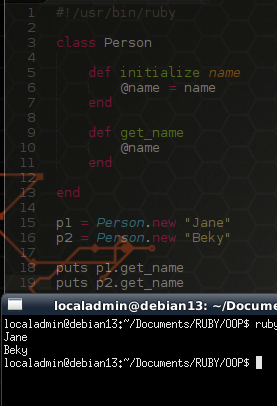 1 #!/usr/bin/ruby
2
3 class Person
4
5     def initialize name
6         @name = name
7     end
8
9     def get_name
10         @name
11     end
12
13 end
14
15 p1 = Person.new "Jane"
16 p2 = Person.new "Beky"
17
18 puts p1.get_name
19 puts p2.get_name
localadmin@debian13: ~/Docume
localadmin@debian13:~/Documents/RUBY/OOP$ ruby
Jane
Beky
localadmin@debian13:~/Documents/RUBY/OOP$